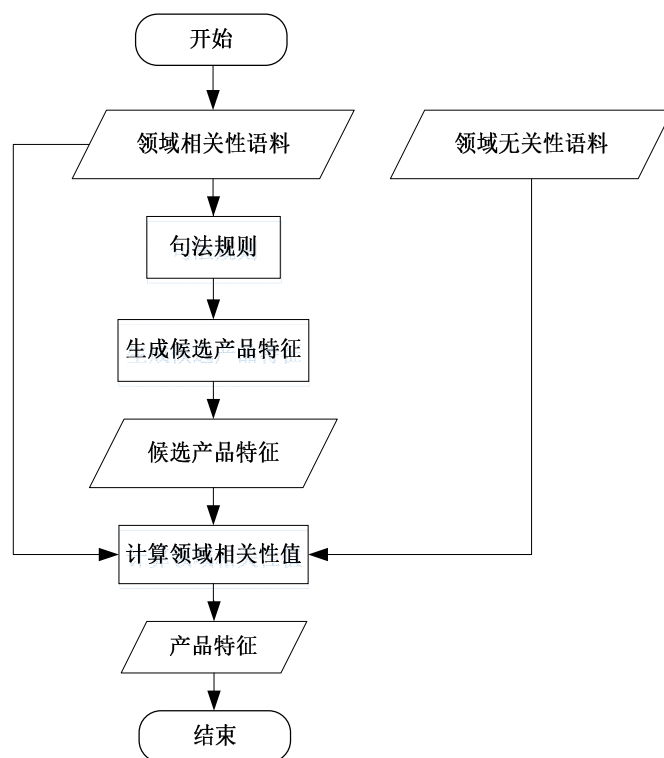 开始
领域相关性语料
领域无关性语料
句法规则
生成候选产品特征
候选产品特征
计算领域相关性值
产品特征
结束